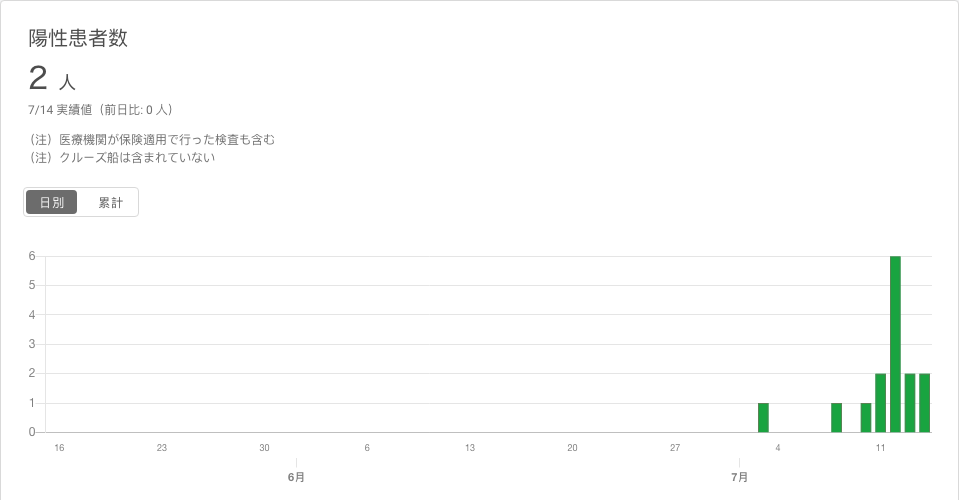 陽性患者数
2 人
7/14 実績値（前日比: 0 人）
（注）医療機関が保険適用で行った検査も含む
（注）クルーズ船は含まれていない
日別 累計
6
5
4
3
2
1
0
16 23 30 6 13 20 27 4 11
6月 7月